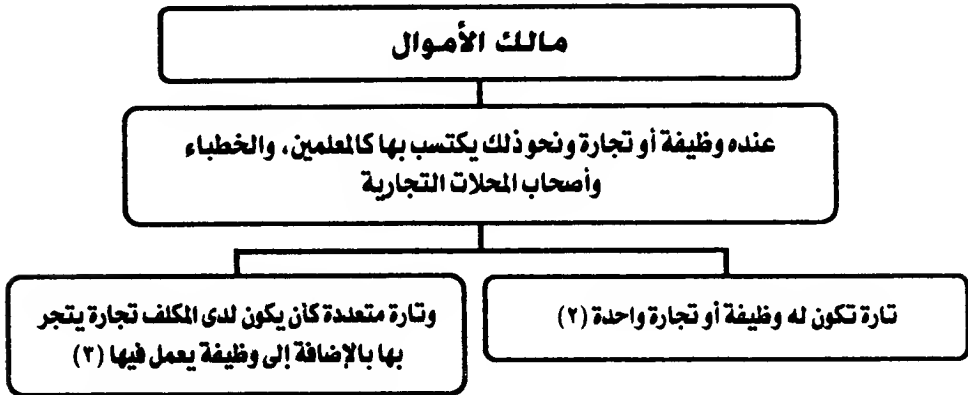 مالك الأموال
عنده وظيفة أو تجارة ونحو ذلك يكتسب بها كالمعلمين، والخطباء
وأصحاب المحلات التجارية
تارة تكون له وظيفة أو تجارة واحدة (٢)
وتارة متعددة كأن يكون لدى المكلف تجارة يتجر
بها بالإضافة إلى وظيفة يعمل فيها (٣)